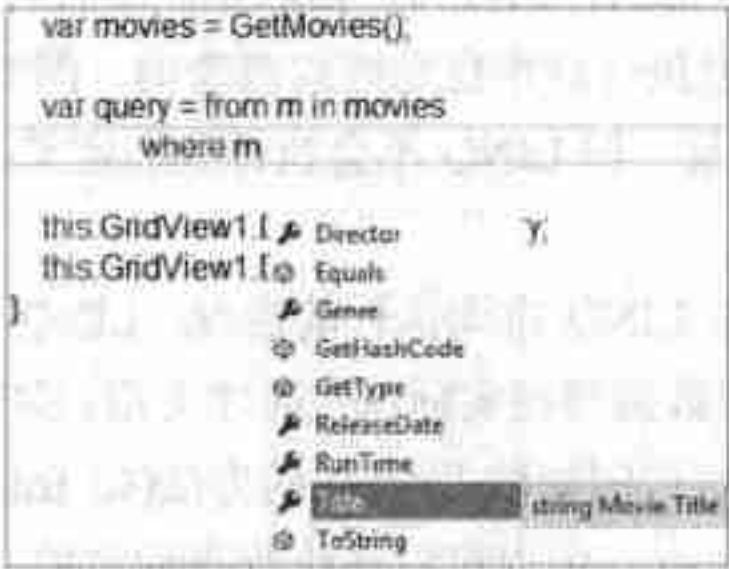 var movies = GetMovies();
var query = from m in movies
where m
this.GridView1.[ y;
this.GridView1.[
}
Director
Equals
Genre
GetHashCode
GetType
ReleaseDate
RunTime
Title
string Movie.Title
ToString